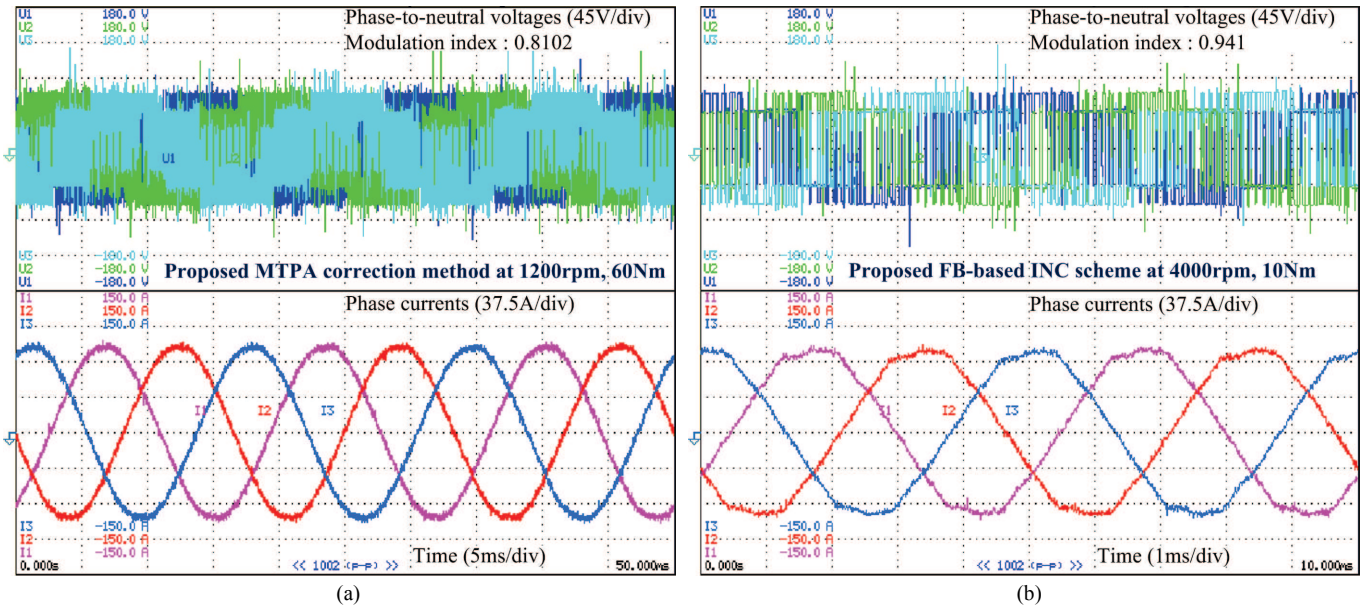 U1 180.0 V
U2 180.0 V
U3 180.0 V
Phase-to-neutral voltages (45V/div)
Modulation index : 0.8102
U1
U2
U3 -180.0 V
U2 -180.0 V
U1 -180.0 V
Proposed MTPA correction method at 1200rpm, 60Nm
I1 150.0 A
I2 150.0 A
I3 150.0 A
Phase currents (37.5A/div)
I1 I2 I3
I3 -150.0 A
I2 -150.0 A
I1 -150.0 A
Time (5ms/div)
0.000s << 1002 (p-p) >> 50.000ms
(a)
U1 180.0 V
U2 180.0 V
U3 180.0 V
Phase-to-neutral voltages (45V/div)
Modulation index : 0.941
U1 U2 U3
U3 -180.0 V
U2 -180.0 V
U1 -180.0 V
Proposed FB-based INC scheme at 4000rpm, 10Nm
I1 150.0 A
I2 150.0 A
I3 150.0 A
Phase currents (37.5A/div)
I1 I2 I3
I3 -150.0 A
I2 -150.0 A
I1 -150.0 A
Time (1ms/div)
0.000s << 1002 (p-p) >> 10.000ms
(b)